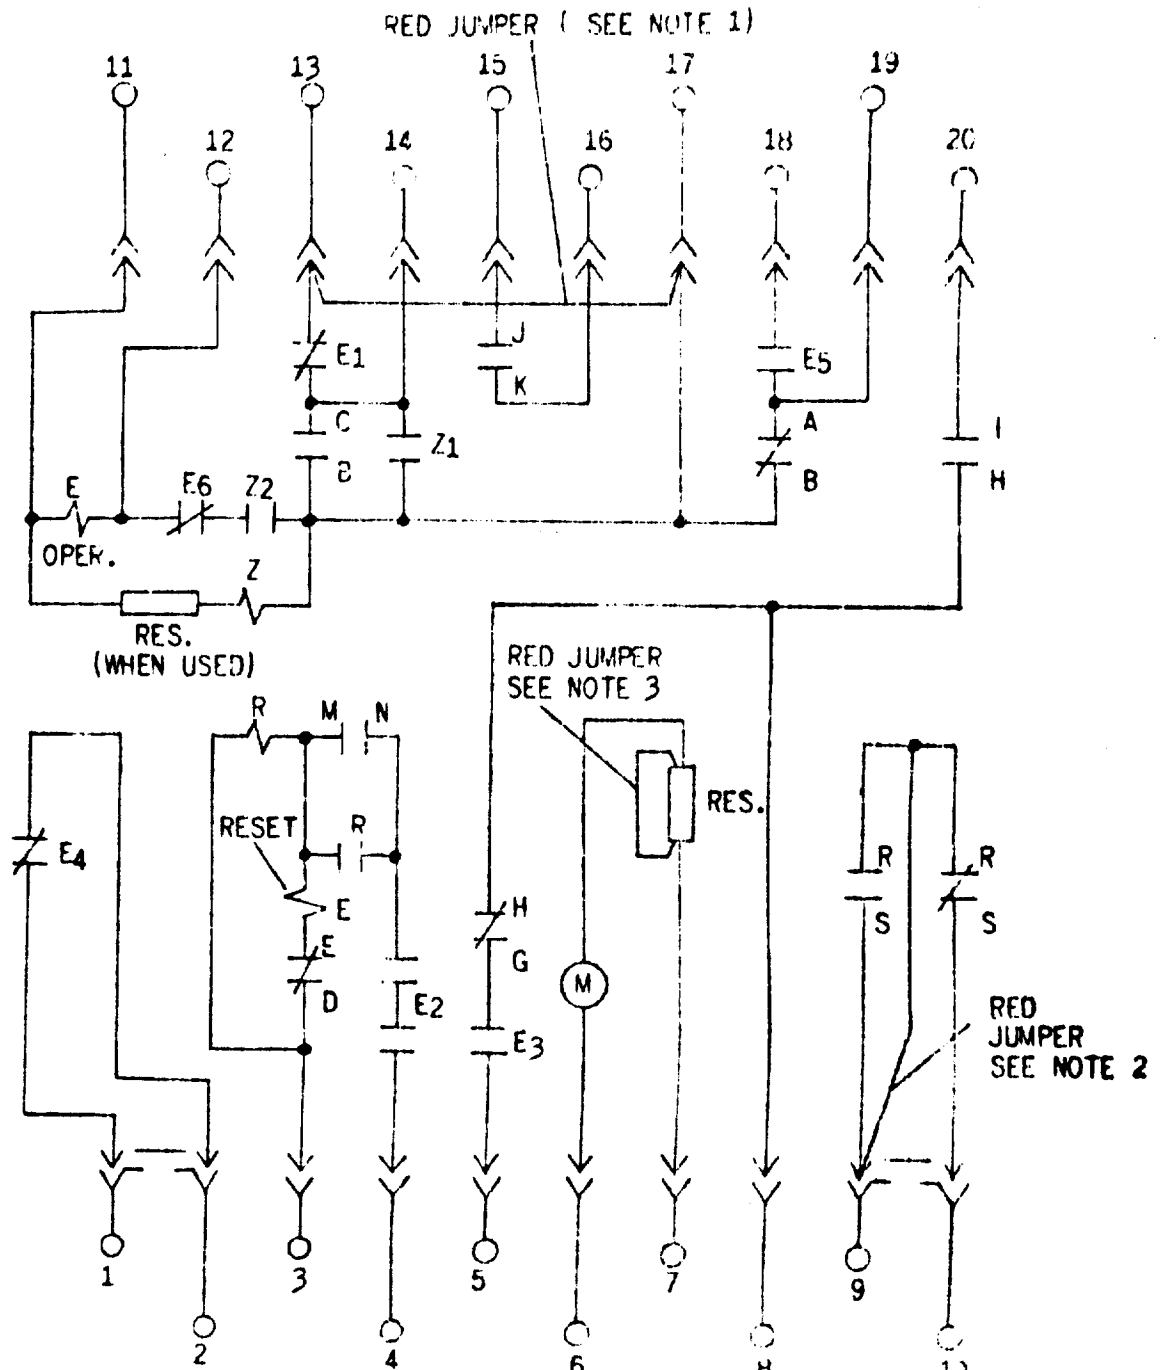 RED JUMPER ( SEE NOTE 1)
11
13
15
17
19
12
14
16
18
20
J
K
E1
E5
C
B
Z1
A
B
I
H
E
E6
Z2
OPER.
Z
RES.
(WHEN USED)
RED JUMPER
SEE NOTE 3
R
M
N
RES.
RESET
R
E4
E
E
D
E2
H
G
E3
M
R
S
R
S
RED
JUMPER
SEE NOTE 2
1
3
5
7
9
2
4
6
8